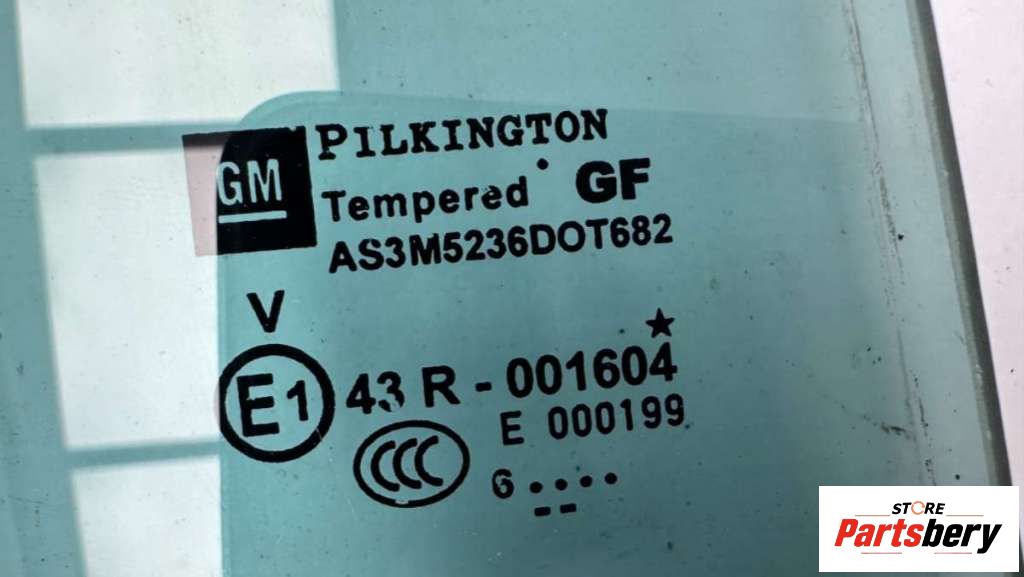 GM
PILKINGTON
Tempered GF
AS3M5236DOT682
V
E1 43 R - 001604
E 000199
CCC
6
STORE
Partsbery